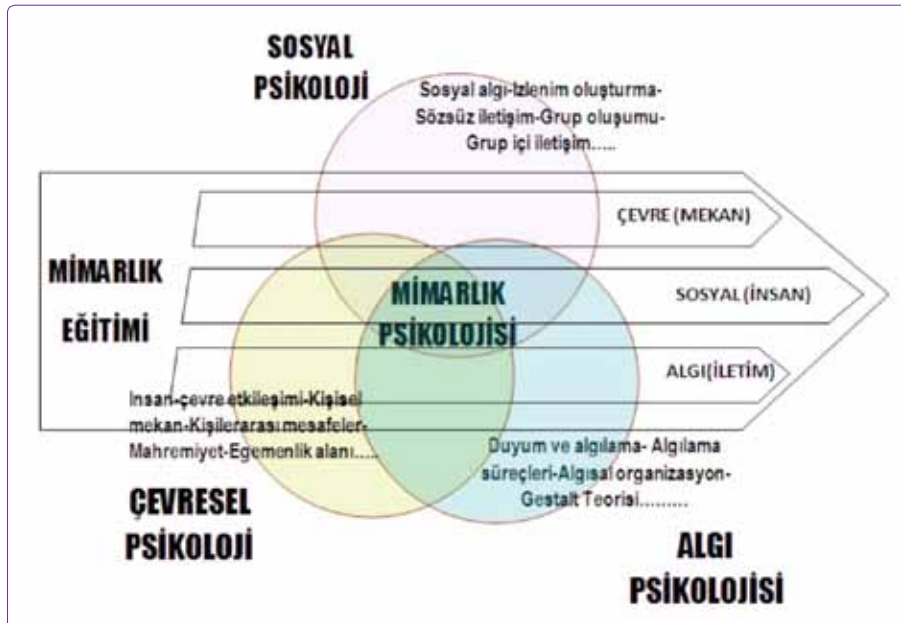 SOSYAL
PSİKOLOJİ
Sosyal algı-Izlenim oluşturma-
Sözsüz iletişim-Grup oluşumu-
Grup içi iletişim.....
ÇEVRE(MEKAN)
MİMARLIK
EĞİTİMİ
MİMARLIK
PSİKOLOJİSİ
SOSYAL(İNSAN)
ALGI(İLETİM)
Insan-çevre etkileşimi-Kişisel
mekan-Kişilerarası mesafeler-
Mahremiyet-Egemenlik alanı.....
Duyum ve algılama- Algılama
süreçleri-Algısal organizasyon-
Gestalt Teorisi.........
ÇEVRESEL
PSİKOLOJİ
ALGI
PSİKOLOJİSİ